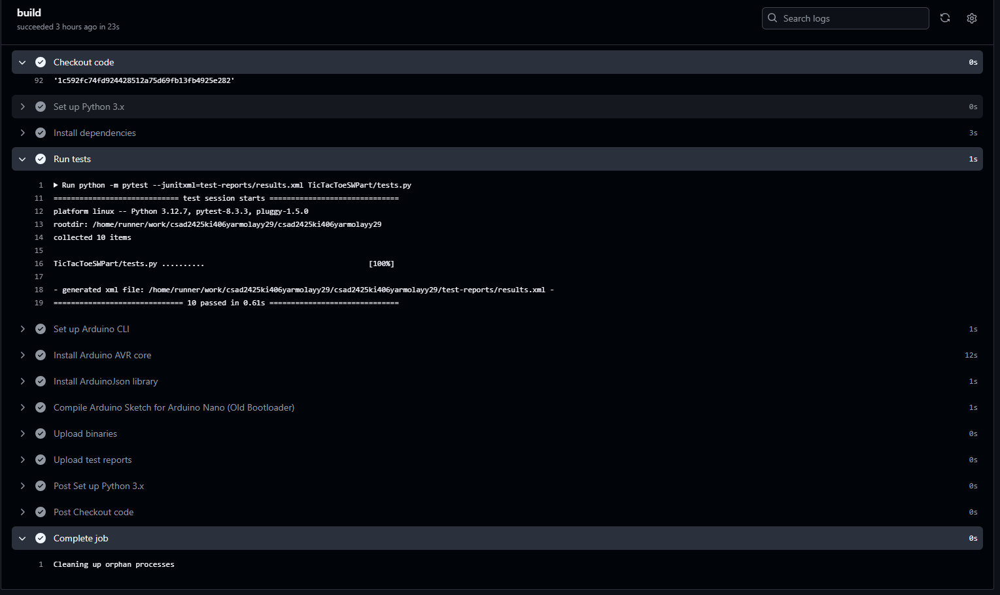 build
succeeded 3 hours ago in 23s
Search logs
Checkout code 0s
92 '1c592fc74fd924428512a75d69fb13fb4925e282'
Set up Python 3.x 0s
Install dependencies 3s
Run tests 1s
1 Run python -m pytest --junitxml=test-reports/results.xml TicTacToeSWPart/tests.py
11 ============================= test session starts ==============================
12 platform linux -- Python 3.12.7, pytest-8.3.3, pluggy-1.5.0
13 rootdir: /home/runner/work/csad2425ki406yarmolayy29/csad2425ki406yarmolayy29
14 collected 10 items
15
16 TicTacToeSWPart/tests.py .......... [100%]
17
18 - generated xml file: /home/runner/work/csad2425ki406yarmolayy29/csad2425ki406yarmolayy29/test-reports/results.xml -
19 ============================== 10 passed in 0.61s ==============================
Set up Arduino CLI 1s
Install Arduino AVR core 12s
Install ArduinoJson library 1s
Compile Arduino Sketch for Arduino Nano (Old Bootloader) 1s
Upload binaries 0s
Upload test reports 0s
Post Set up Python 3.x 0s
Post Checkout code 0s
Complete job 0s
1 Cleaning up orphan processes